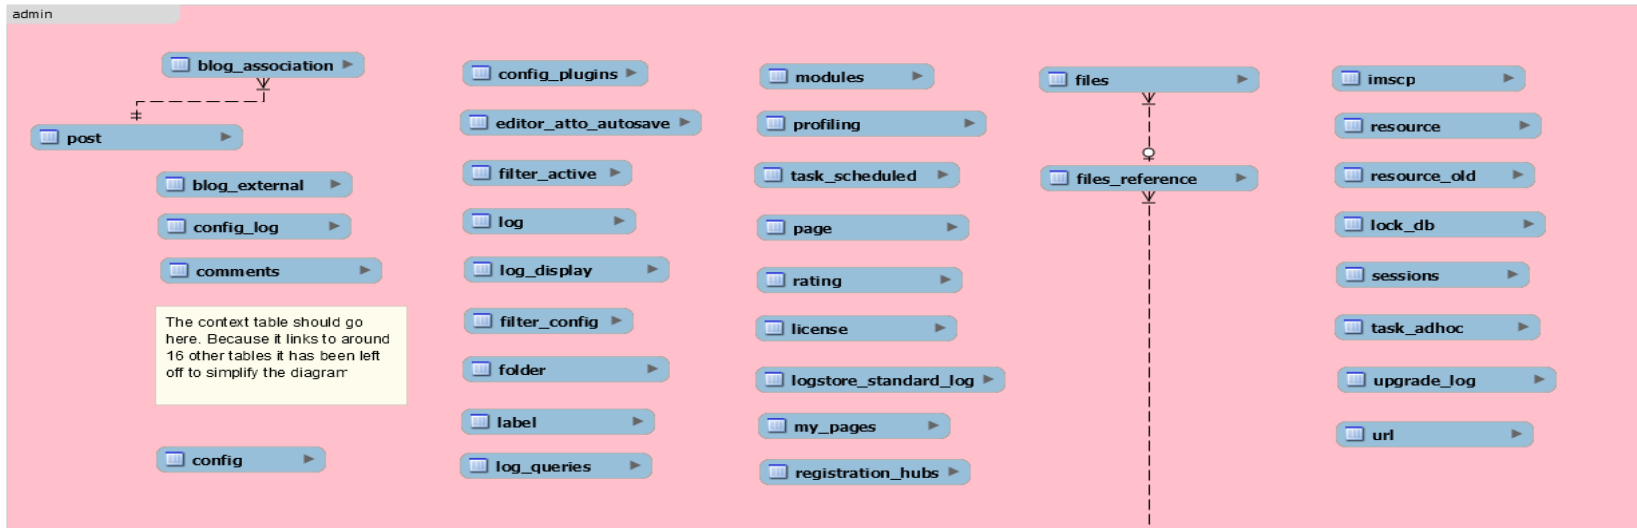 admin
blog_association
post
blog_external
config_log
comments
The context table should go
here. Because it links to around
16 other tables it has been left
off to simplify the diagram
config
config_plugins
editor_atto_autosave
filter_active
log
log_display
filter_config
folder
label
log_queries
modules
profiling
task_scheduled
page
rating
license
logstore_standard_log
my_pages
registration_hubs
files
files_reference
imscp
resource
resource_old
lock_db
sessions
task_adhoc
upgrade_log
url